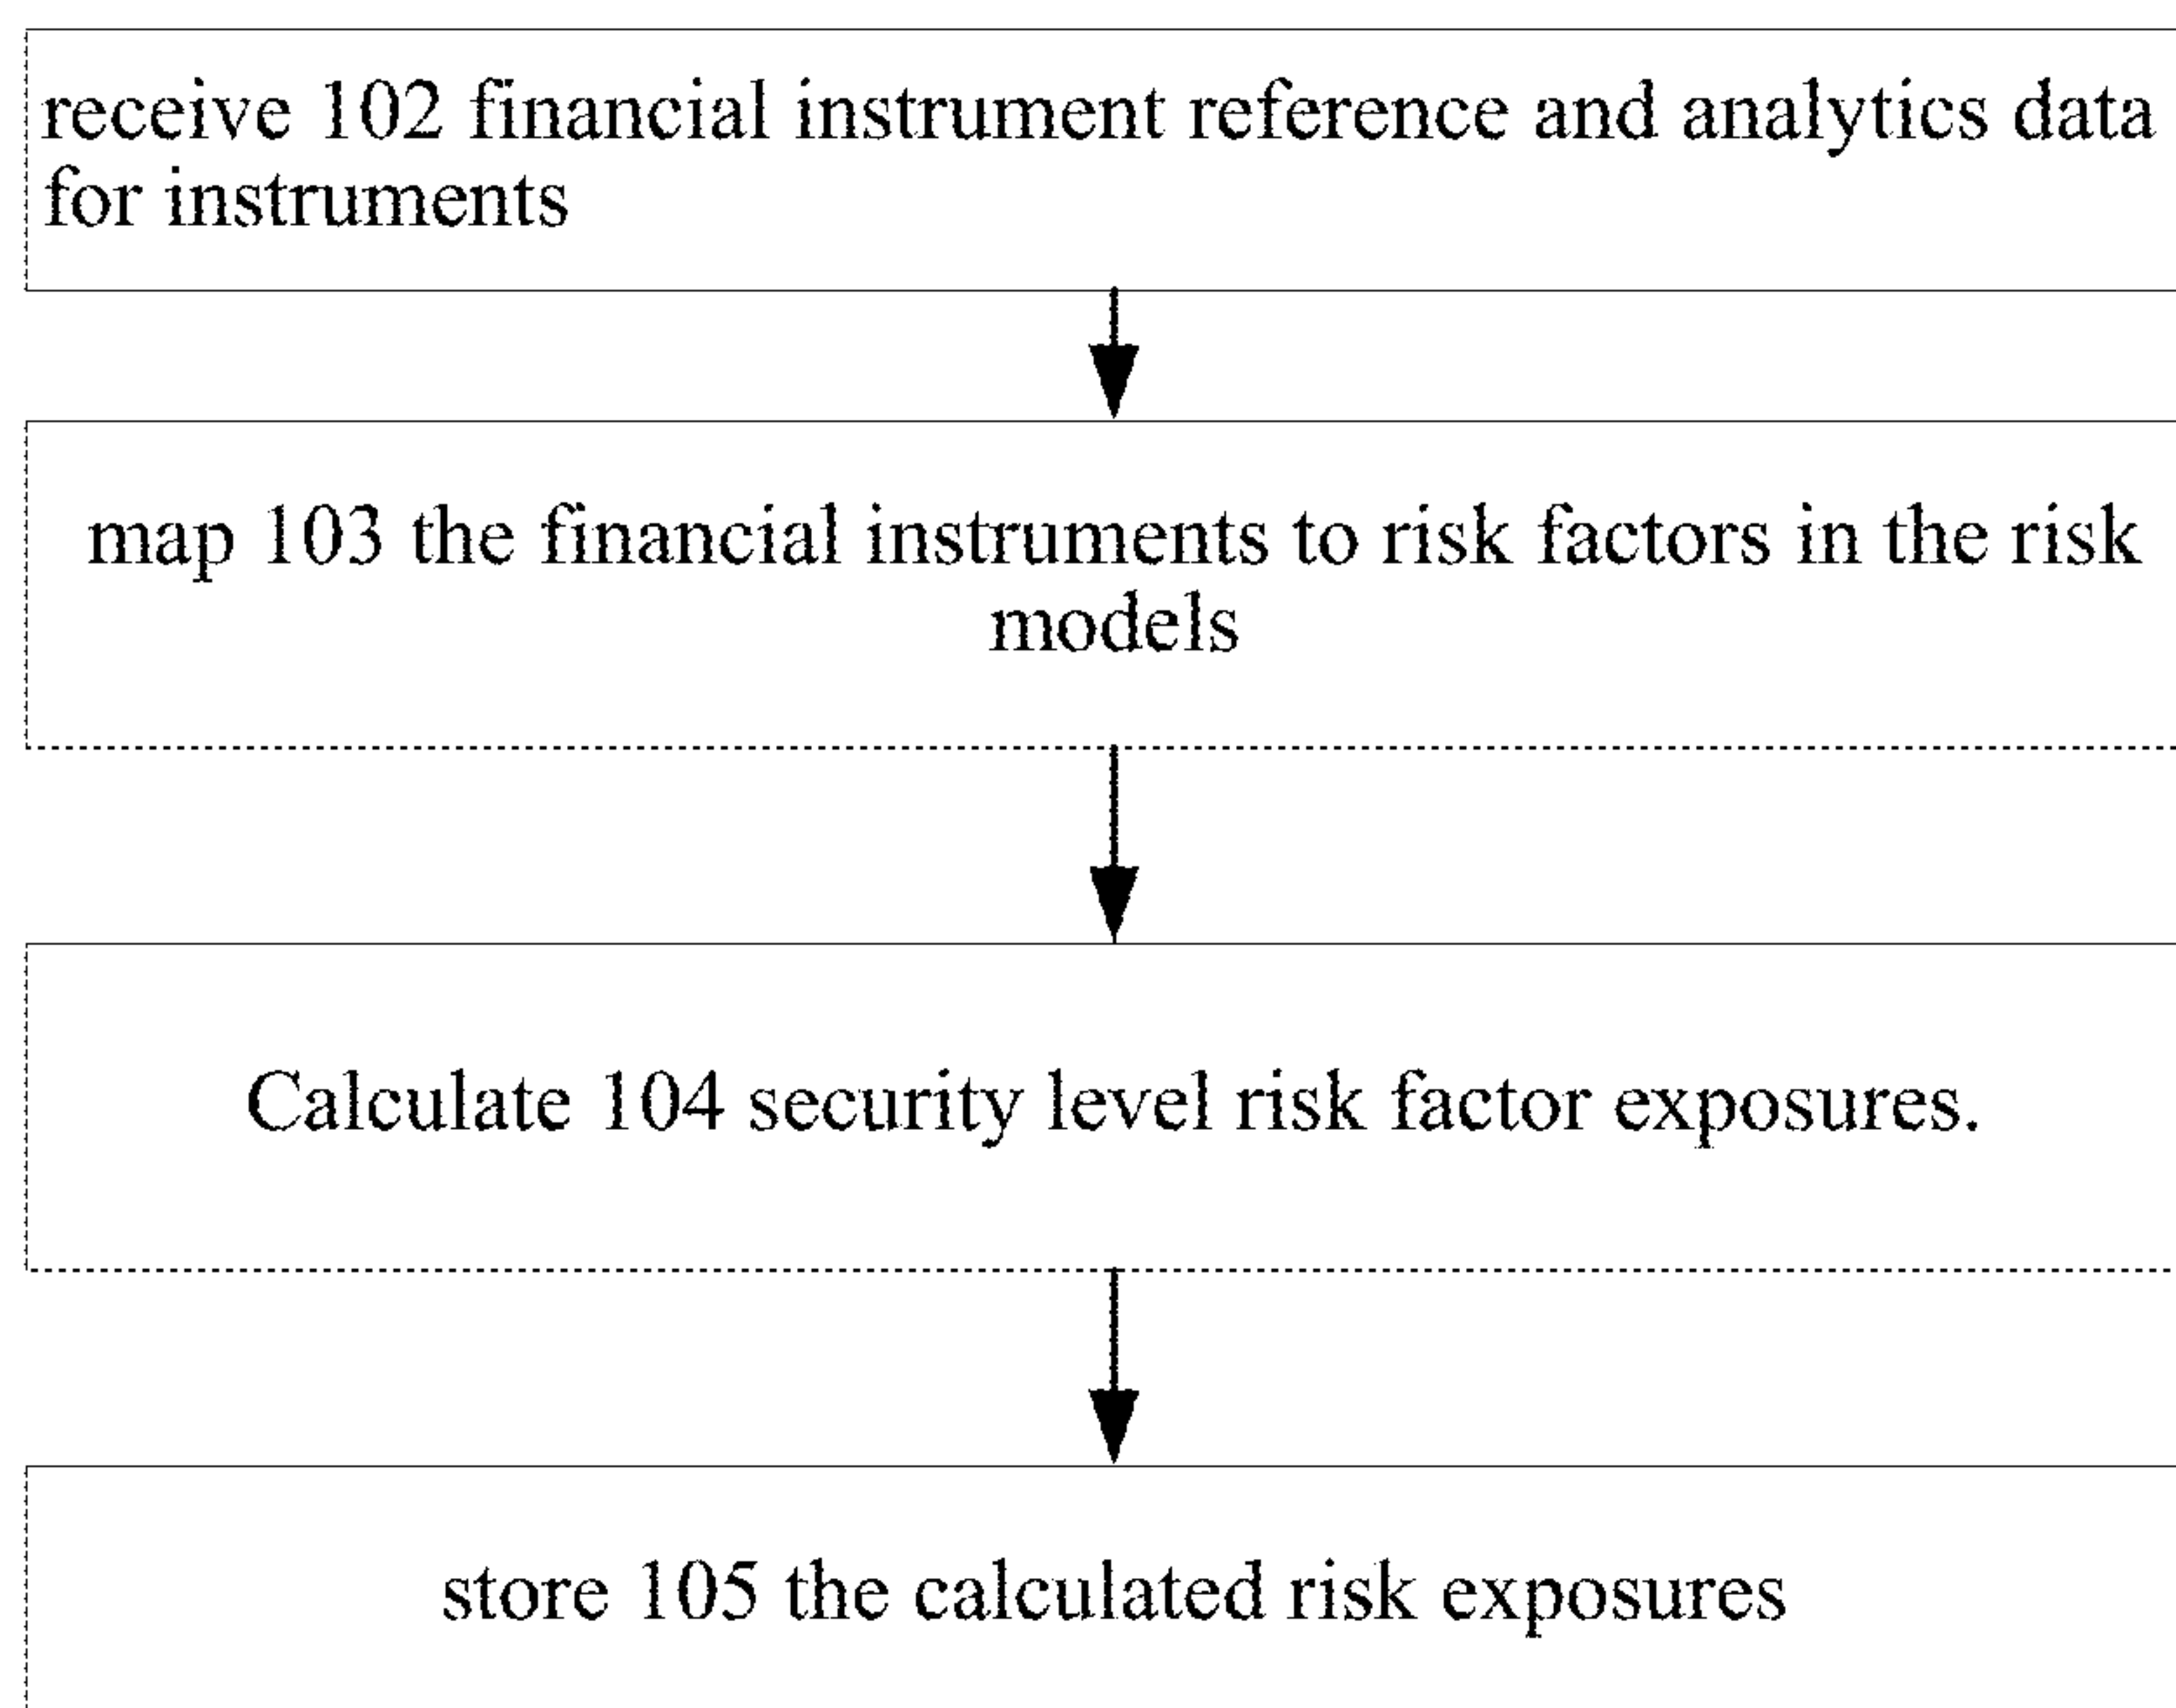 receive 102 financial instrument reference and analytics data
for instruments
map 103 the financial instruments to risk factors in the risk
models
Calculate 104 security level risk factor exposures.
store 105 the calculated risk exposures